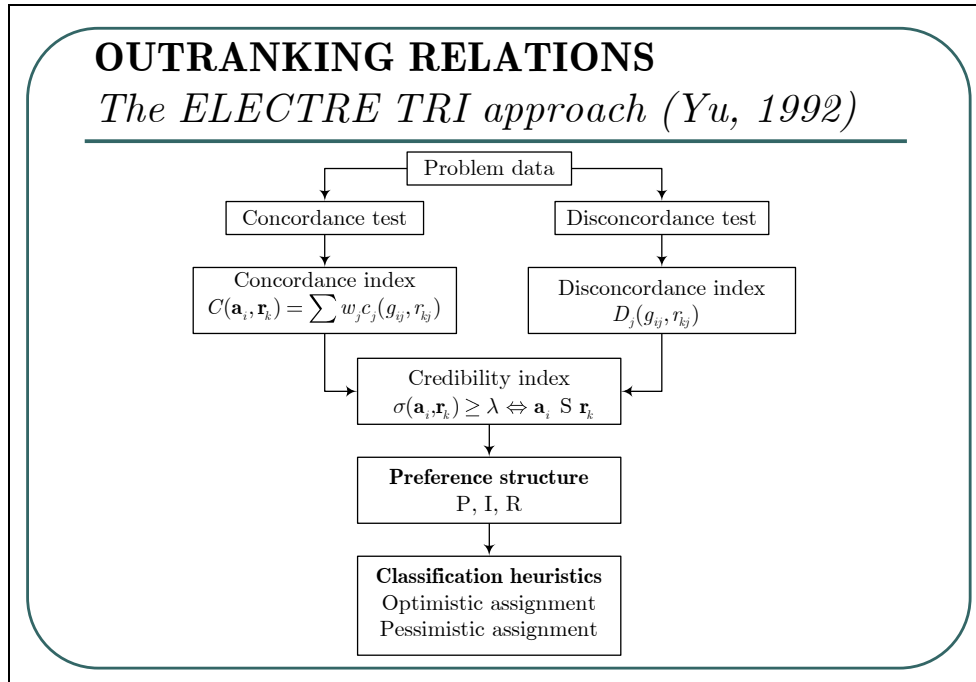 OUTRANKING RELATIONS
The ELECTRE TRI approach (Yu, 1992)
Problem data
Concordance test
Disconcordance test
Concordance index
C(a_i, r_k) = ∑ w_j c_j(g_ij, r_kj)
Disconcordance index
D_j(g_ij, r_kj)
Credibility index
σ(a_i,r_k) ≥ λ ⇔ a_i S r_k
Preference structure
P, I, R
Classification heuristics
Optimistic assignment
Pessimistic assignment